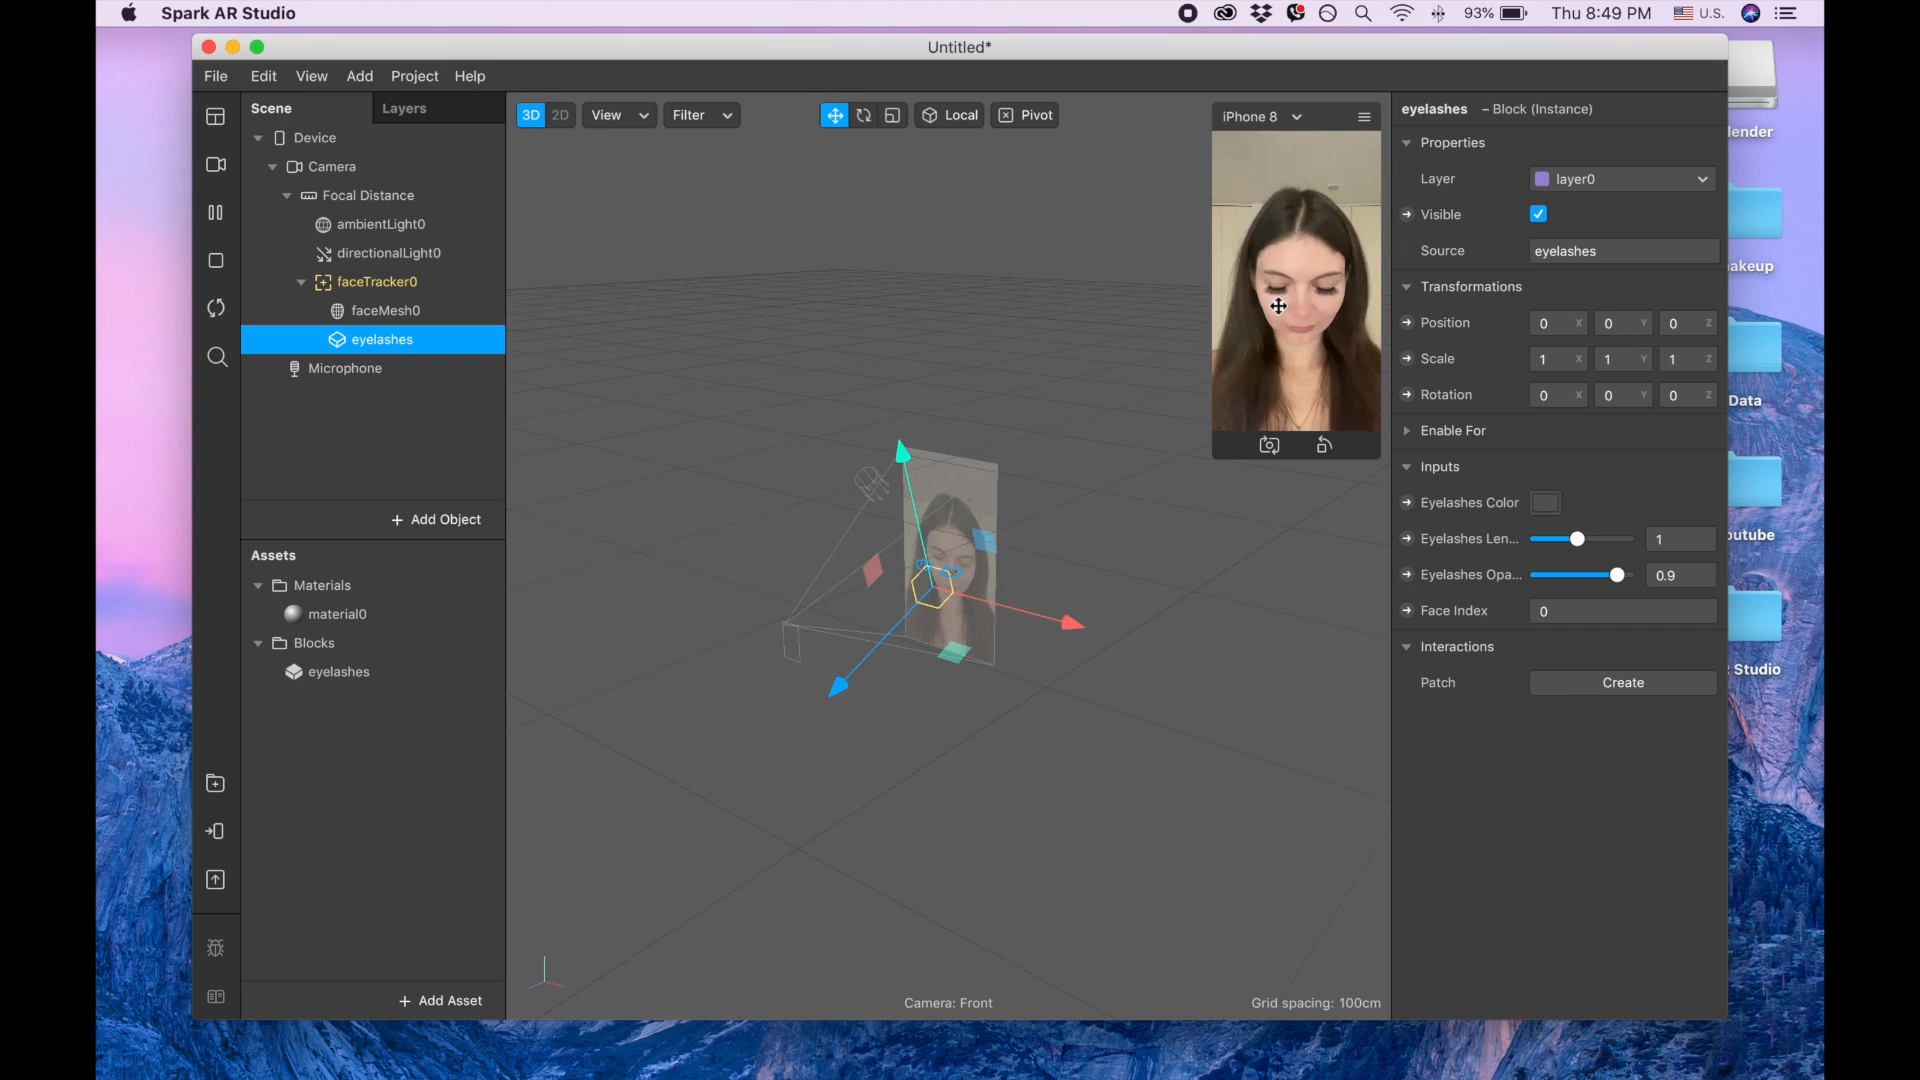 Spark AR Studio
93%
Thu 8:49 PM
U.S.
Untitled*
File Edit View Add Project Help
Scene
Layers
Device
Camera
Focal Distance
ambientLight0
directionalLight0
faceTracker0
faceMesh0
eyelashes
Microphone
+ Add Object
Assets
Materials
material0
Blocks
eyelashes
+ Add Asset
3D 2D
View
Filter
Local
Pivot
iPhone 8
Camera: Front
Grid spacing: 100cm
eyelashes – Block (Instance)
Properties
Layer layer0
Visible
Source eyelashes
Transformations
Position 0 X 0 Y 0 Z
Scale 1 X 1 Y 1 Z
Rotation 0 X 0 Y 0 Z
Enable For
Inputs
Eyelashes Color
Eyelashes Len... 1
Eyelashes Opa... 0.9
Face Index 0
Interactions
Patch Create
lender
akeup
Data
outube
Studio